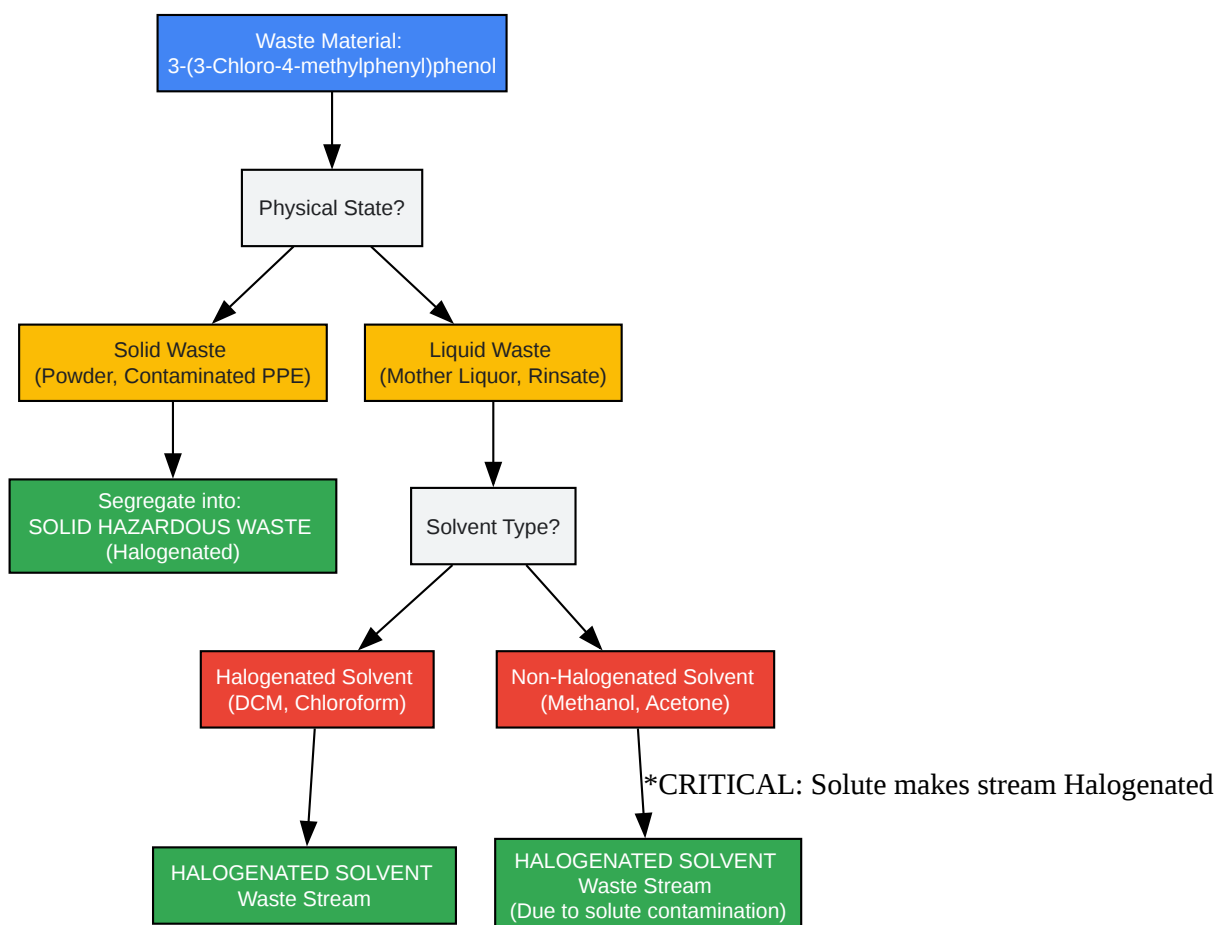 Waste Material:
3-(3-Chloro-4-methylphenyl)phenol
Physical State?
Solid Waste
(Powder, Contaminated PPE)
Liquid Waste
(Mother Liquor, Rinsate)
Segregate into:
SOLID HAZARDOUS WASTE
(Halogenated)
Solvent Type?
Halogenated Solvent
(DCM, Chloroform)
Non-Halogenated Solvent
(Methanol, Acetone)
*CRITICAL: Solute makes stream Halogenated
HALOGENATED SOLVENT
Waste Stream
HALOGENATED SOLVENT
Waste Stream
(Due to solute contamination)